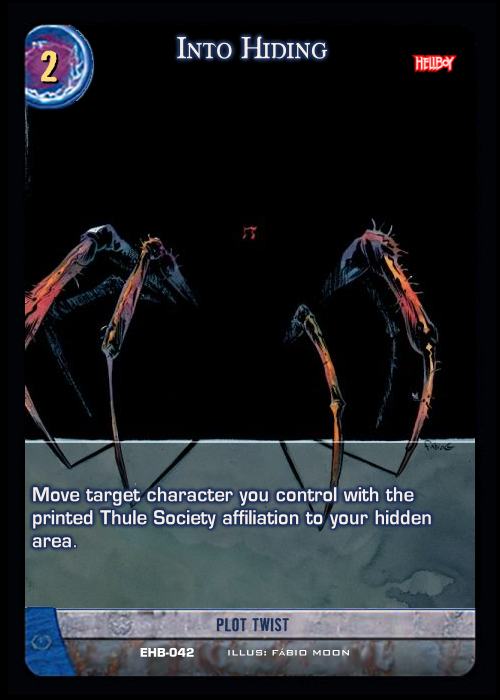 2
Into Hiding
HELLBOY
Move target character you control with the
printed Thule Society affiliation to your hidden
area.
PLOT TWIST
EHB-042 ILLUS: FÁBIO MOON